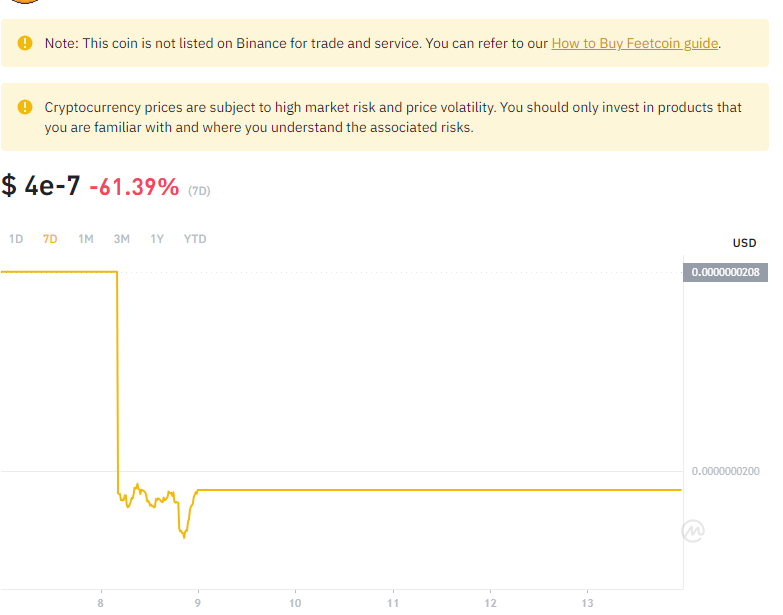 Note: This coin is not listed on Binance for trade and service. You can refer to our How to Buy Feetcoin guide.
Cryptocurrency prices are subject to high market risk and price volatility. You should only invest in products that
you are familiar with and where you understand the associated risks.
$ 4e-7 -61.39% (7D)
1D 7D 1M 3M 1Y YTD
USD
0.0000000208
0.0000000200
8 9 10 11 12 13